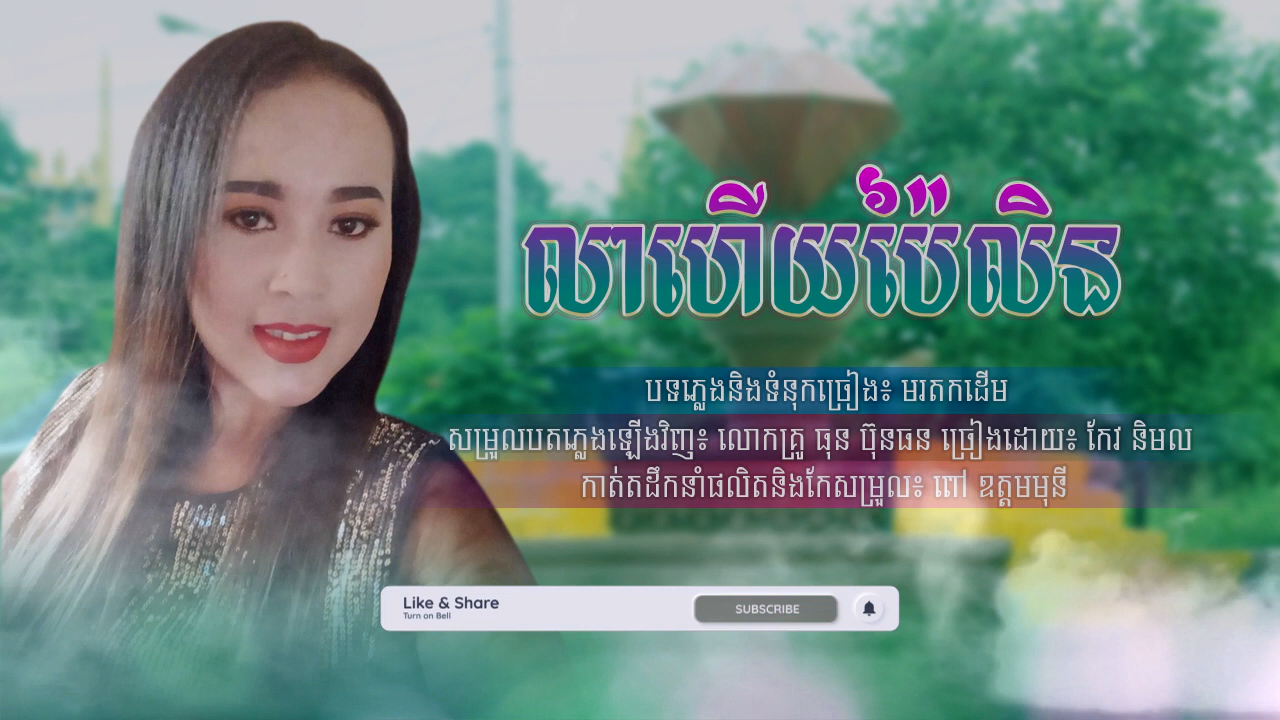 លាហើយប៉ៃលិន
បទភ្លេងនិងទំនុកច្រៀង៖ មរតកដើម
សម្រួលបតភ្លេងឡើងវិញ៖ លោកគ្រូ ធុន ប៊ុនធន ច្រៀងដោយ៖ កែវ និមល
កាត់តដឹកនាំផលិតនិងកែសម្រួល៖ ពៅ ឧត្តមមុនី
Like & Share
SUBSCRIBE
Turn on Bell